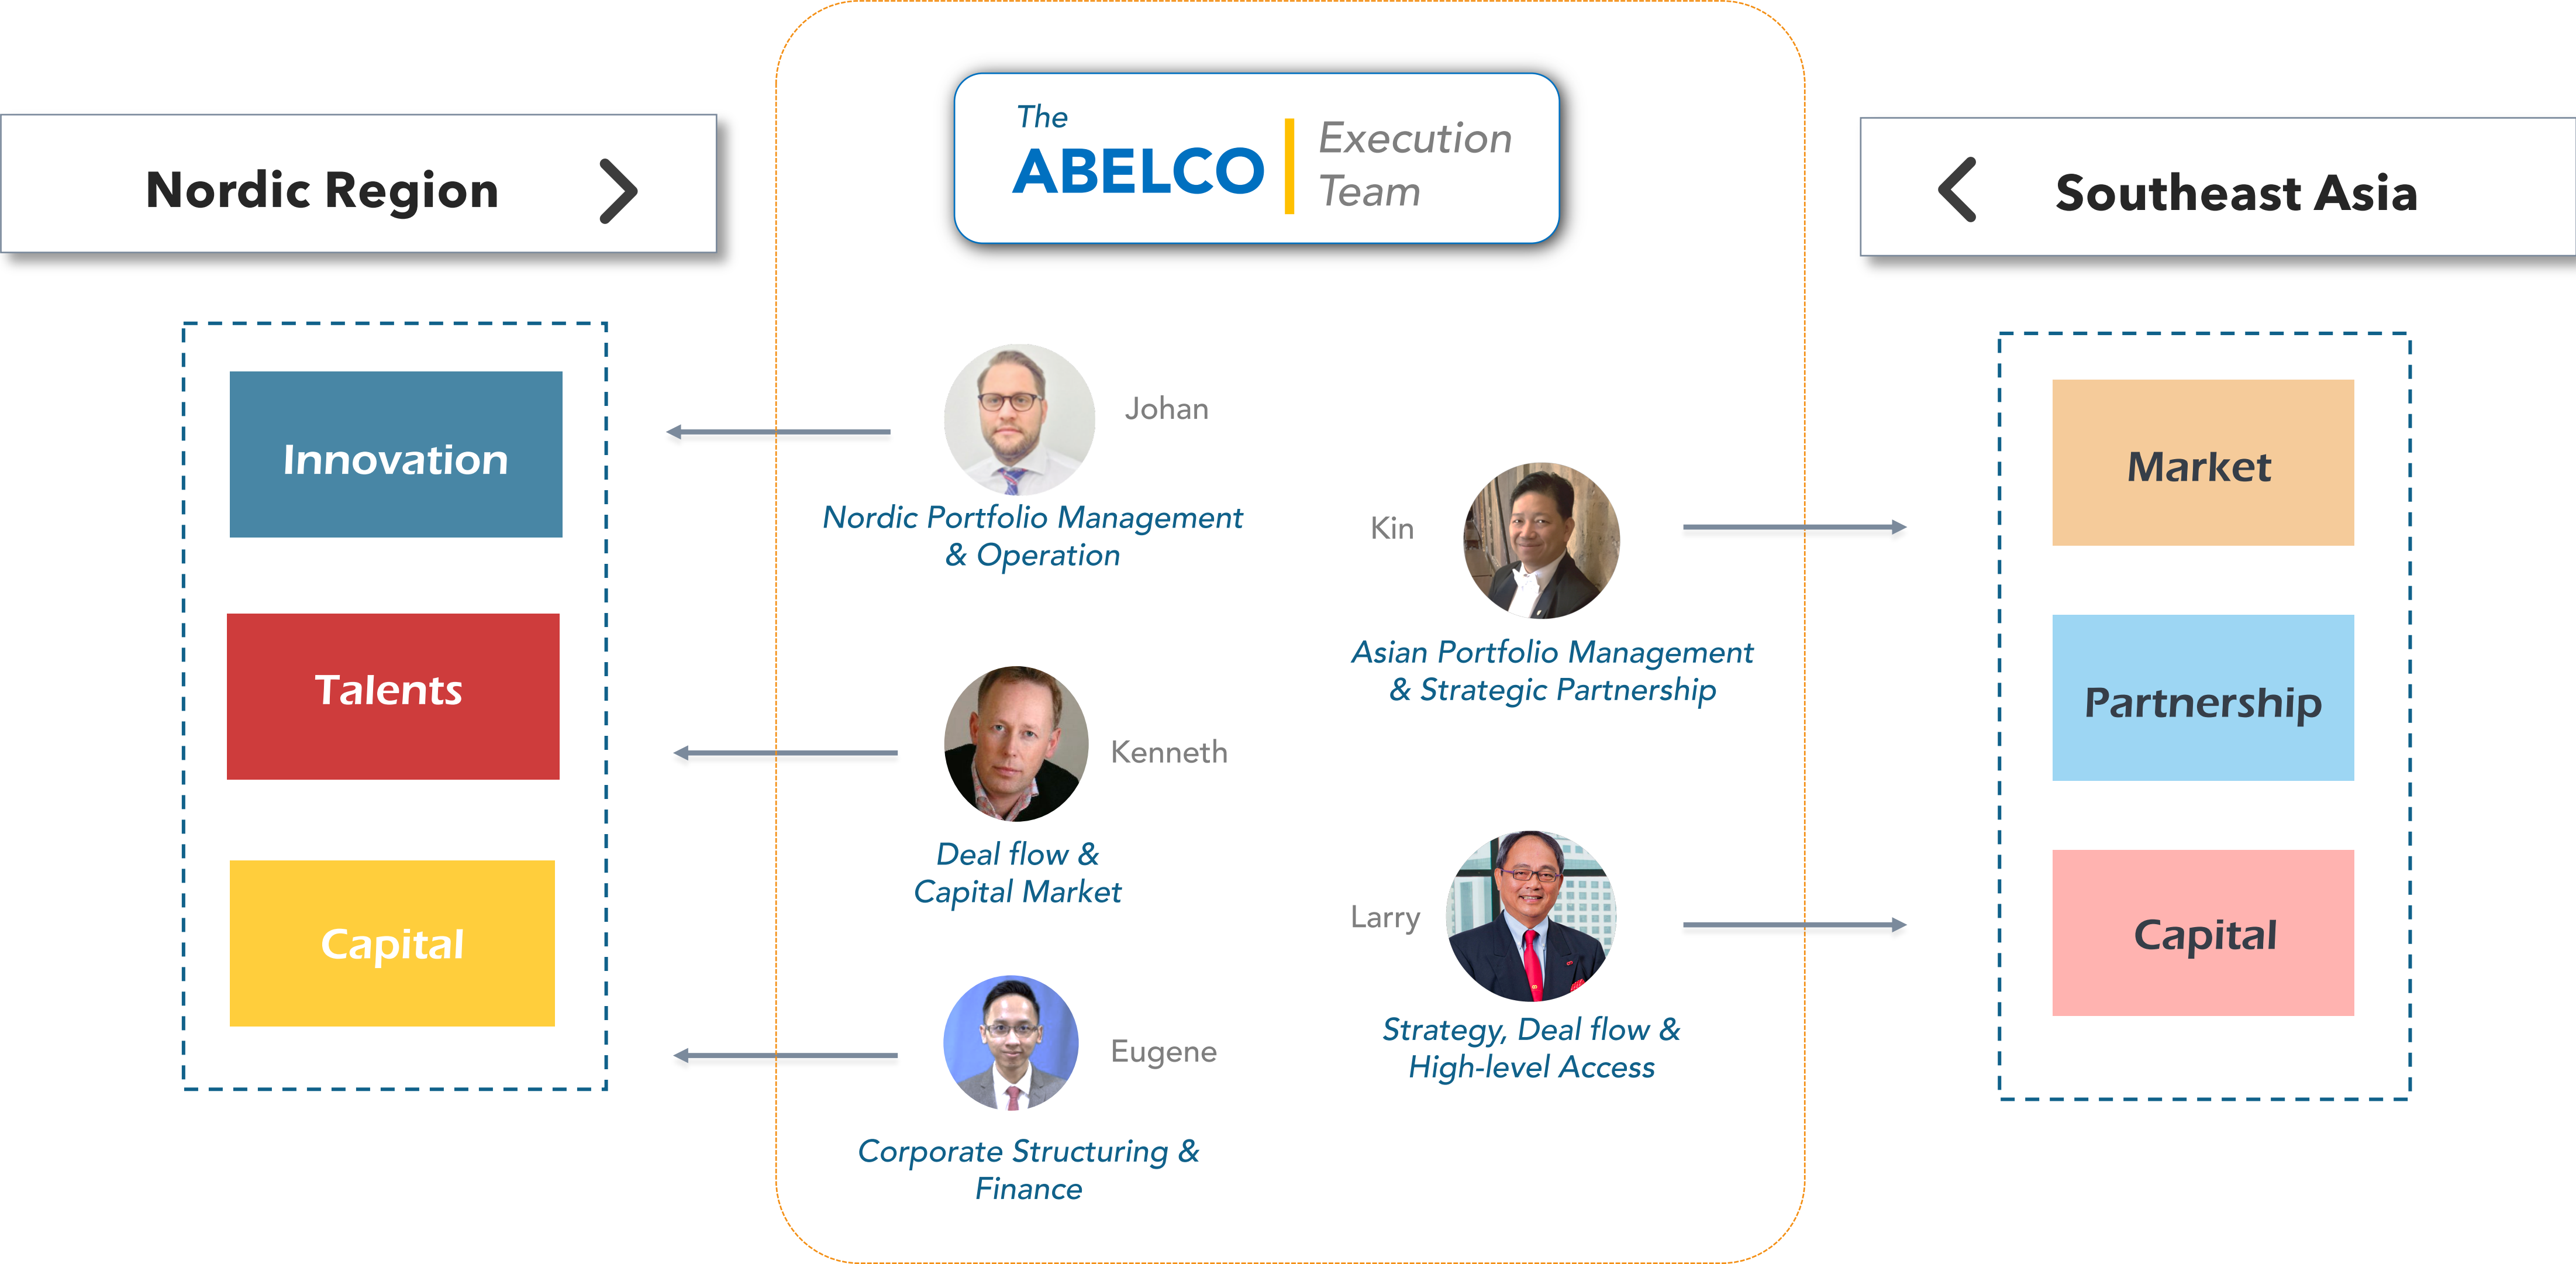 Nordic Region
Innovation
Talents
Capital
The
ABELCO
Execution
Team
Johan
Nordic Portfolio Management
& Operation
Kenneth
Deal flow &
Capital Market
Eugene
Corporate Structuring &
Finance
Kin
Asian Portfolio Management
& Strategic Partnership
Larry
Strategy, Deal flow &
High-level Access
Southeast Asia
Market
Partnership
Capital